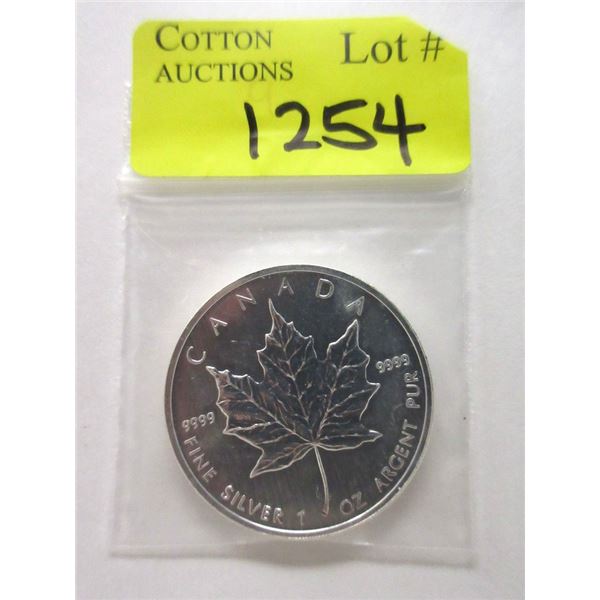 COTTON
AUCTIONS
Lot #
1254
CANADA
9999
9999
FINE SILVER 1 OZ ARGENT PUR